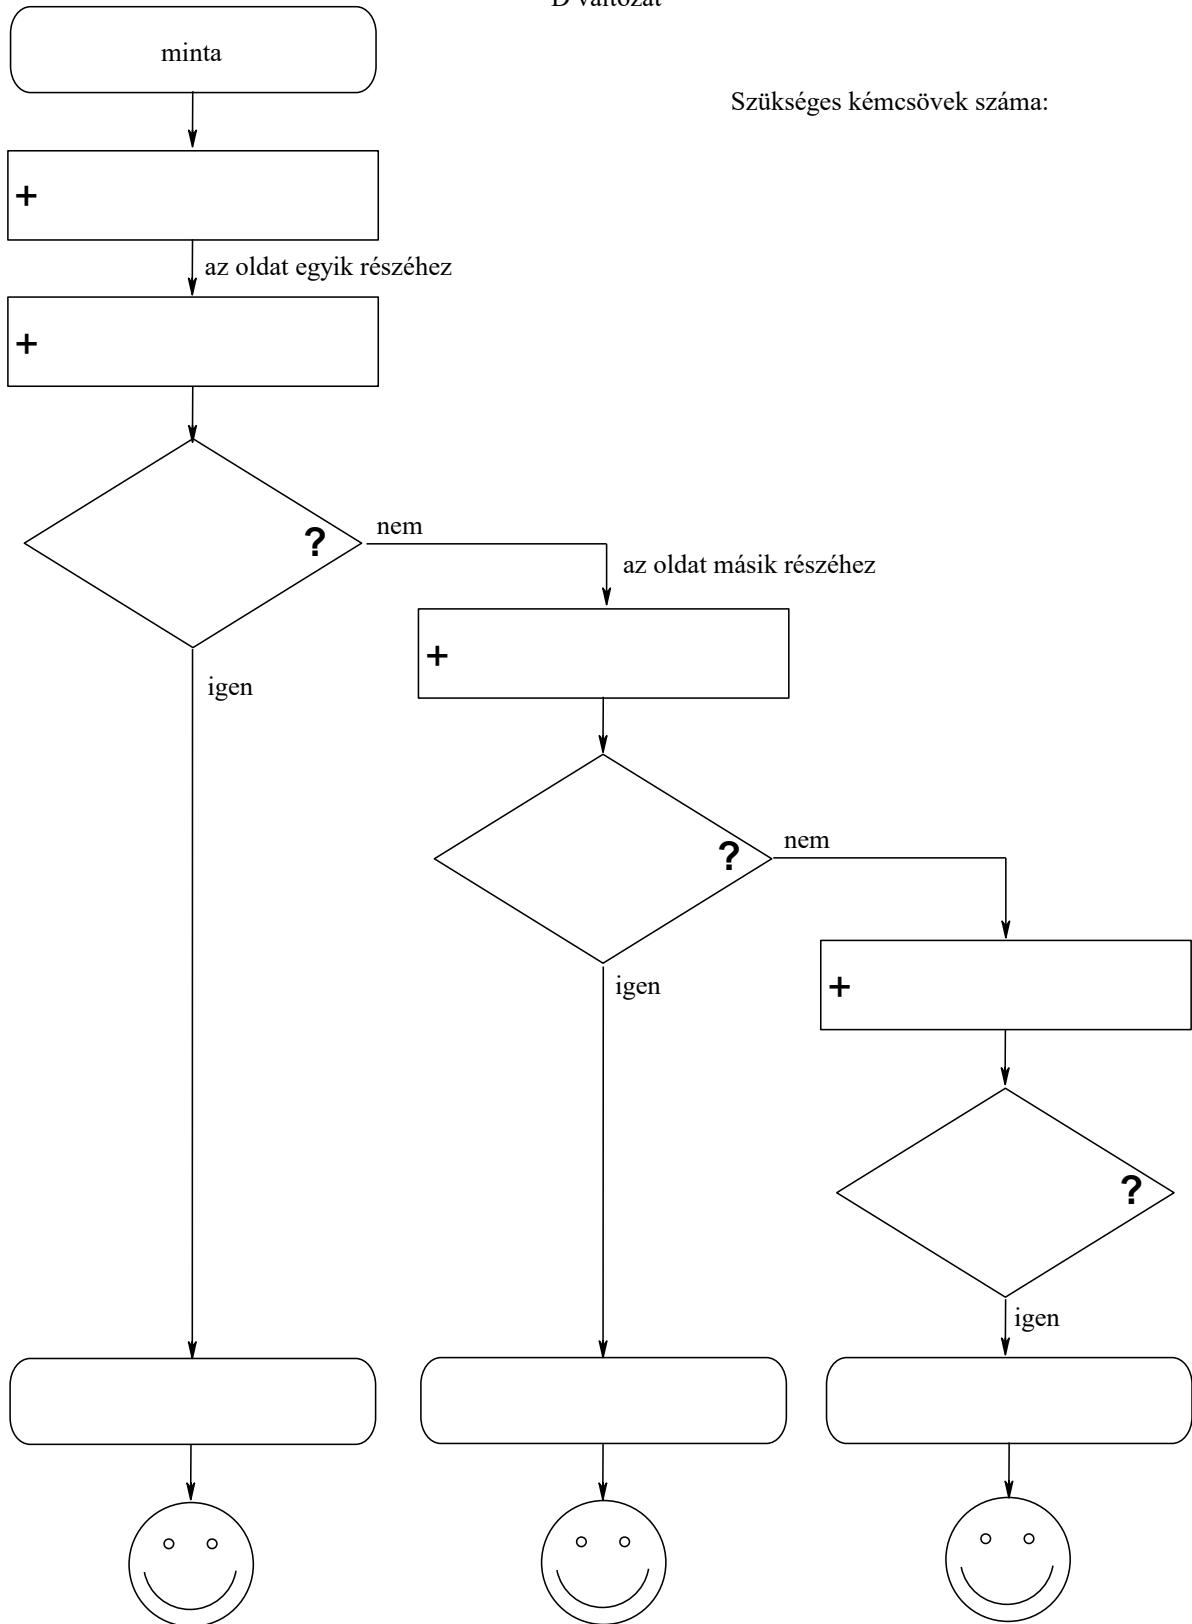 D változat
minta
Szükséges kémcsövek száma:
+
az oldat egyik részéhez
+
?
nem
az oldat másik részéhez
+
igen
?
nem
igen
+
?
igen